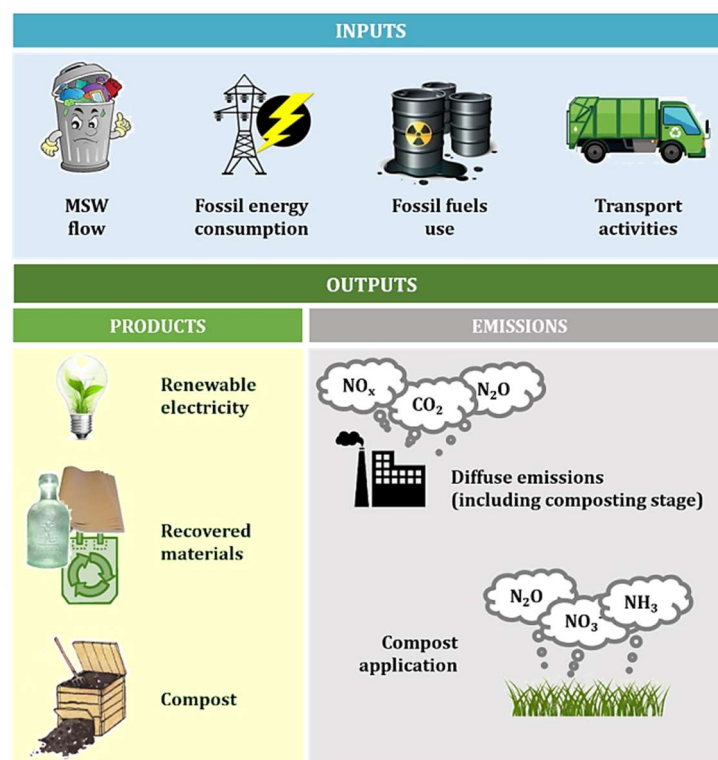 INPUTS
MSW
flow
Fossil energy
consumption
Fossil fuels
use
Transport
activities
OUTPUTS
PRODUCTS
EMISSIONS
Renewable
electricity
NOₓ
CO₂
N₂O
Diffuse emissions
(including composting stage)
Recovered
materials
N₂O
NO₃⁻
NH₃
Compost
application
Compost